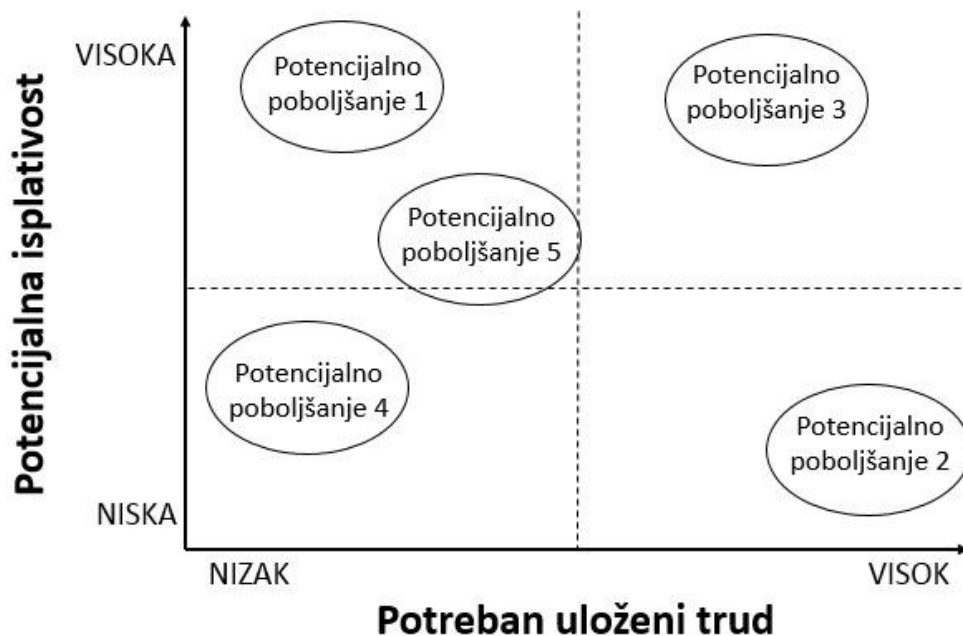 VISOKA
Potencijalno
poboljšanje 1
Potencijalno
poboljšanje 3
Potencijalna isplativost
Potencijalno
poboljšanje 5
Potencijalno
poboljšanje 4
Potencijalno
poboljšanje 2
NISKA
NIZAK
VISOK
Potreban uloženi trud